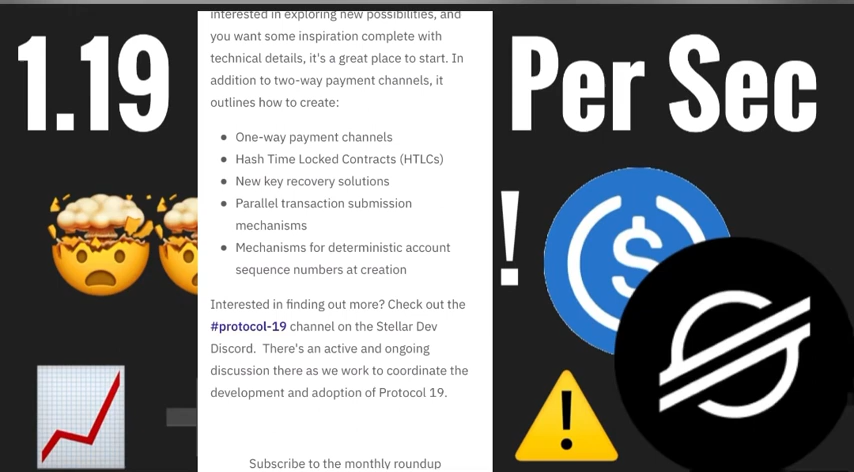 1.19
Per Sec
!
interested in exploring new possibilities, and
you want some inspiration complete with
technical details, it's a great place to start. In
addition to two-way payment channels, it
outlines how to create:
● One-way payment channels
● Hash Time Locked Contracts (HTLCs)
● New key recovery solutions
● Parallel transaction submission
mechanisms
● Mechanisms for deterministic account
sequence numbers at creation
Interested in finding out more? Check out the
#protocol-19 channel on the Stellar Dev
Discord.  There's an active and ongoing
discussion there as we work to coordinate the
development and adoption of Protocol 19.
Subscribe to the monthly roundup
$